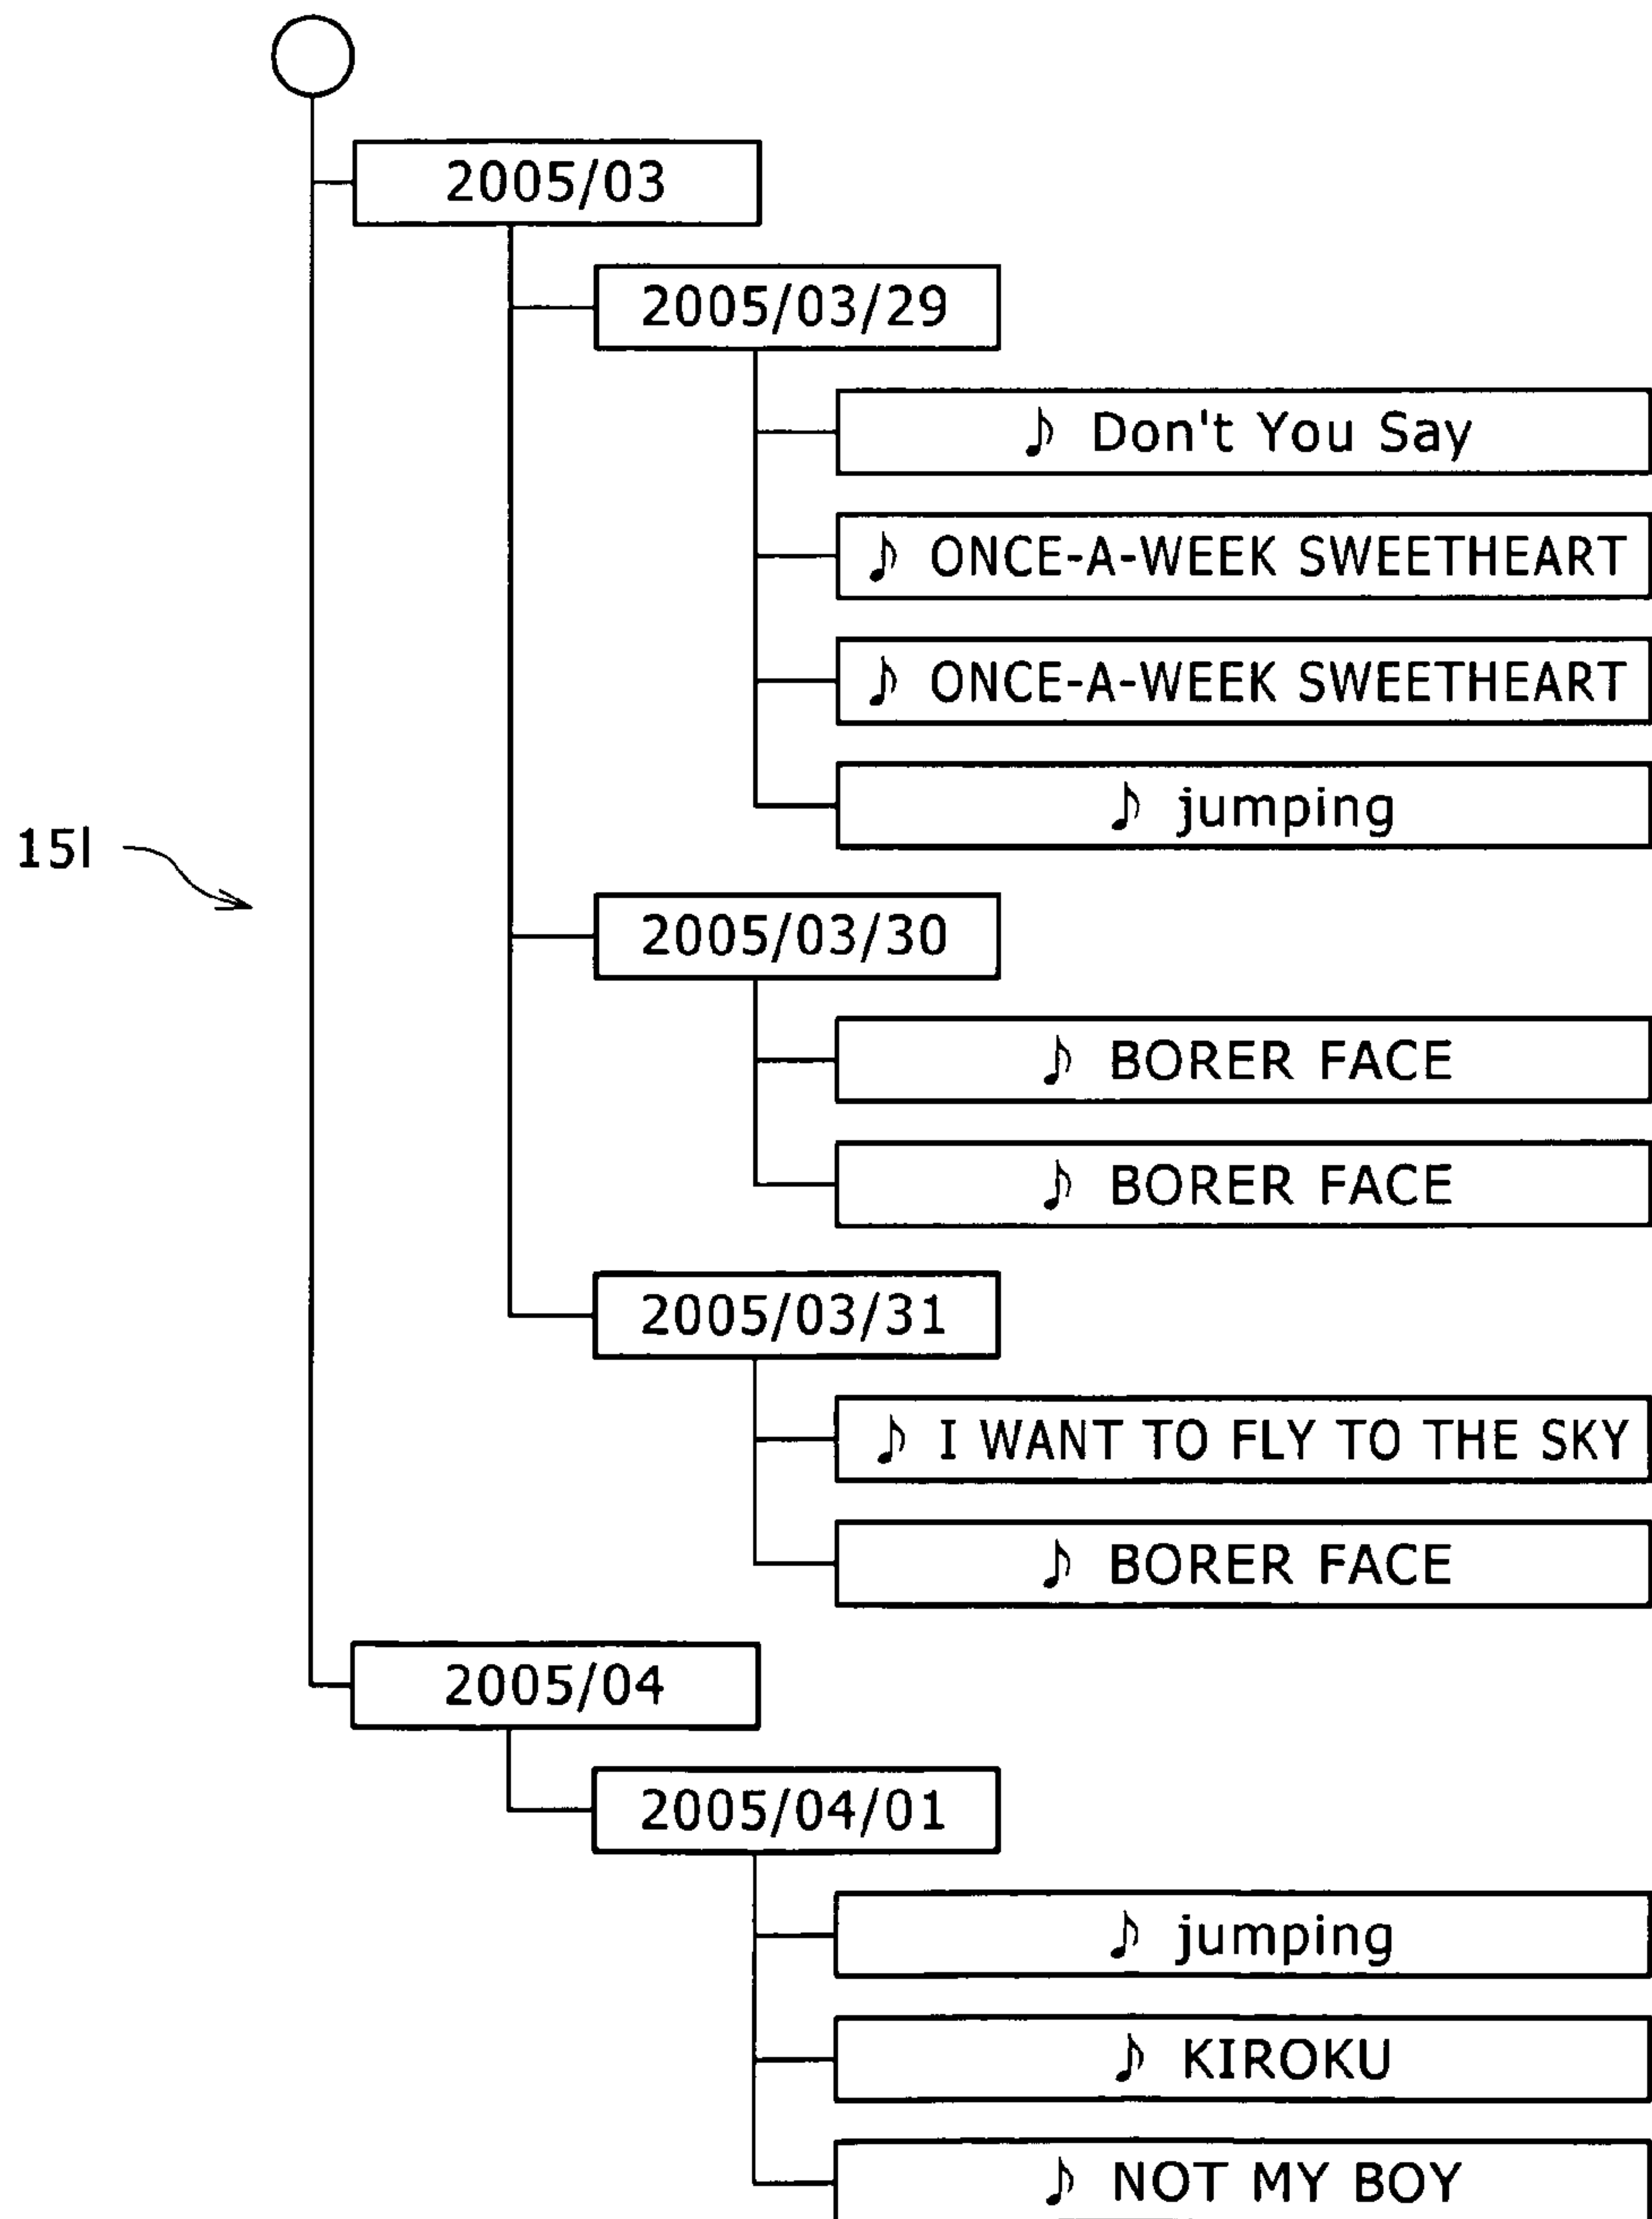 2005/03
2005/03/29
♪ Don't You Say
♪ ONCE-A-WEEK SWEETHEART
♪ ONCE-A-WEEK SWEETHEART
♪ jumping
15l
2005/03/30
♪ BORER FACE
♪ BORER FACE
2005/03/31
♪ I WANT TO FLY TO THE SKY
♪ BORER FACE
2005/04
2005/04/01
♪ jumping
♪ KIROKU
♪ NOT MY BOY